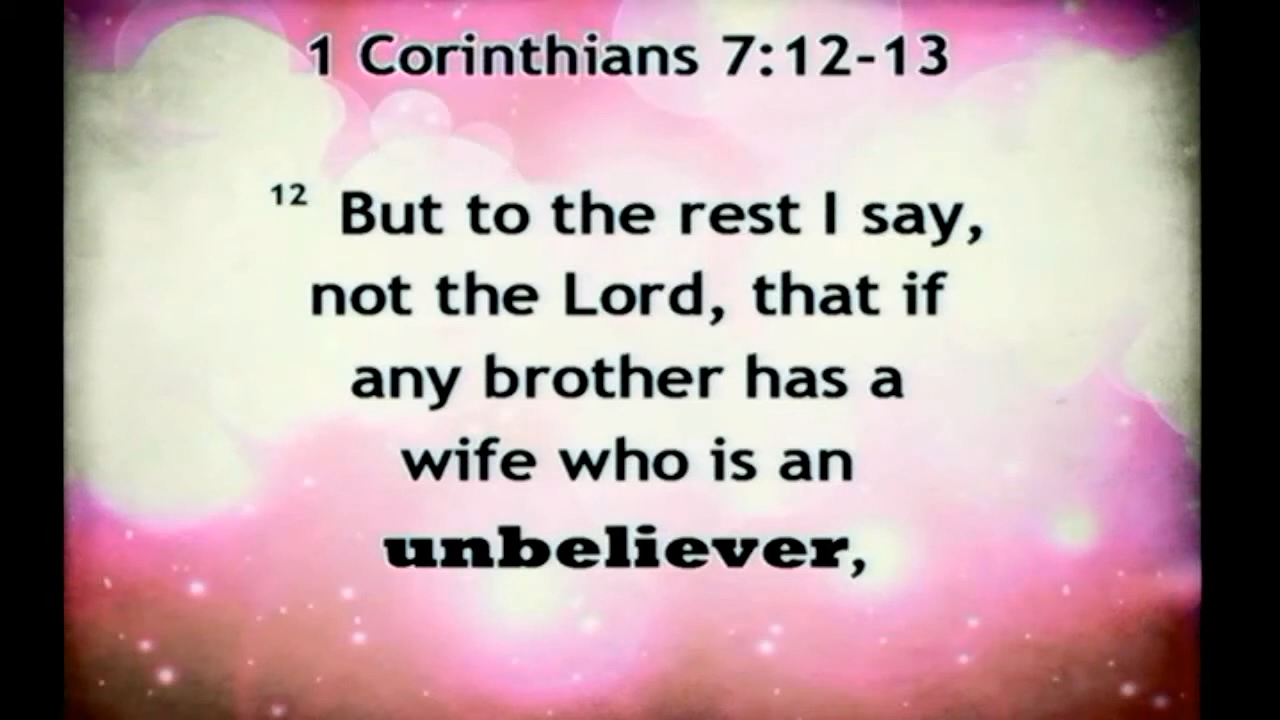 1 Corinthians 7:12-13
12 But to the rest I say,
not the Lord, that if
any brother has a
wife who is an
unbeliever,